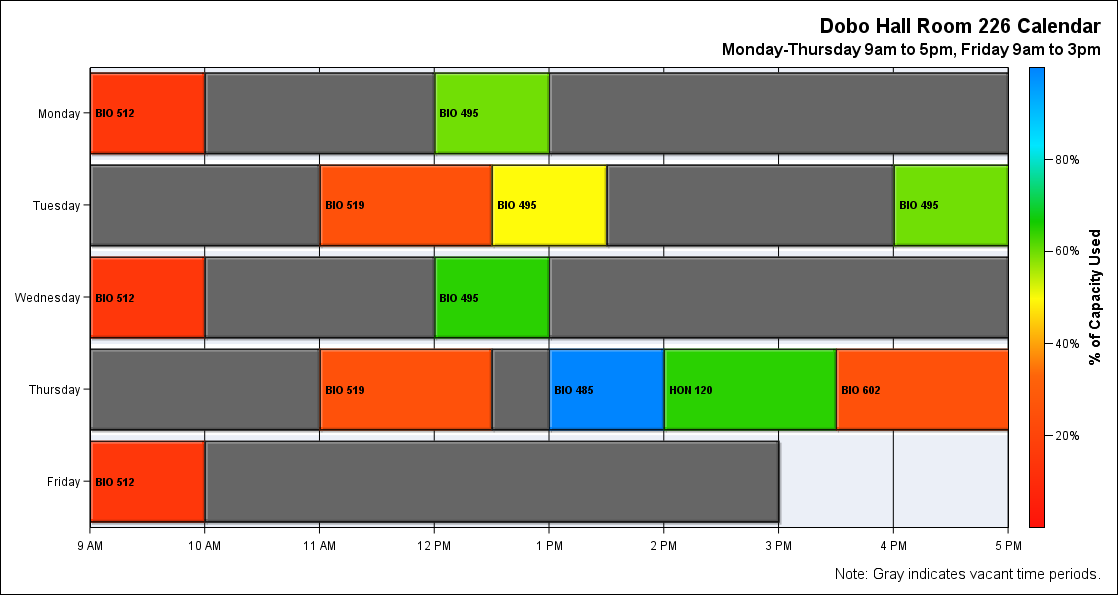 Dobo Hall Room 226 Calendar
Monday-Thursday 9am to 5pm, Friday 9am to 3pm
Monday
BIO 512
BIO 495
Tuesday
BIO 519
BIO 495
BIO 495
Wednesday
BIO 512
BIO 495
Thursday
BIO 519
BIO 485
HON 120
BIO 602
Friday
BIO 512
9 AM
10 AM
11 AM
12 PM
1 PM
2 PM
3 PM
4 PM
5 PM
80%
60%
40%
20%
% of Capacity Used
Note: Gray indicates vacant time periods.